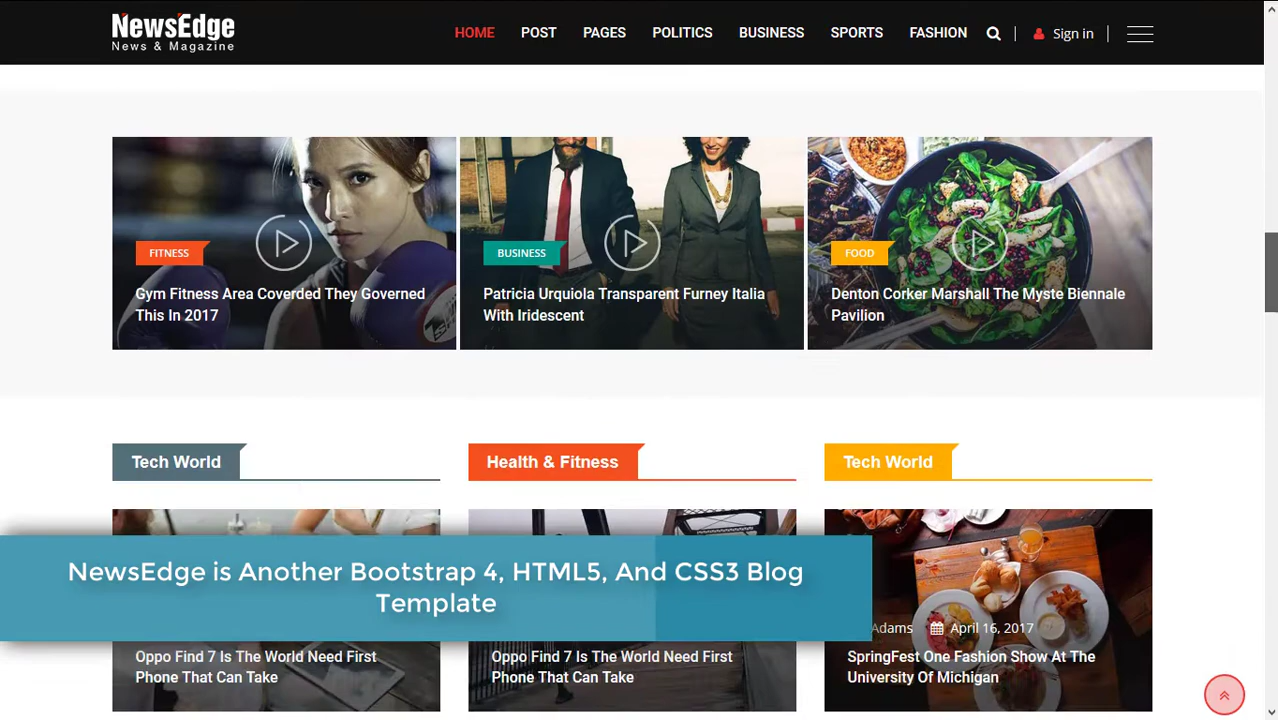 NewsEdge
News & Magazine
HOME POST PAGES POLITICS BUSINESS SPORTS FASHION Sign in
FITNESS
Gym Fitness Area Coverded They Governed
This In 2017
BUSINESS
Patricia Urquiola Transparent Furney Italia
With Iridescent
FOOD
Denton Corker Marshall The Myste Biennale
Pavilion
Tech World
Health & Fitness
Tech World
NewsEdge is Another Bootstrap 4, HTML5, And CSS3 Blog
Template
Oppo Find 7 Is The World Need First
Phone That Can Take
Oppo Find 7 Is The World Need First
Phone That Can Take
Adams April 16, 2017
SpringFest One Fashion Show At The
University Of Michigan